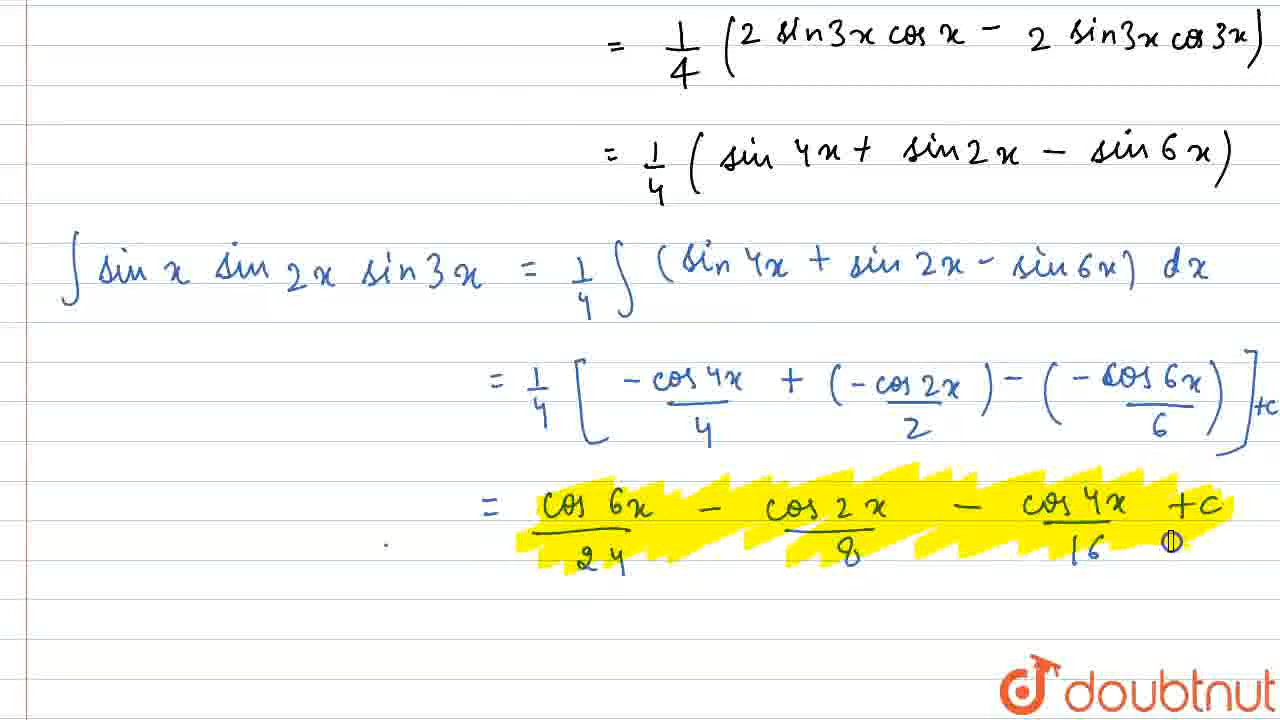 = 1/4 (2 sin3x cos x - 2 sin3x cos3x)
= 1/4 (sin 4x + sin 2x - sin 6x)
∫ sin x sin 2x sin 3x = 1/4 ∫ (sin 4x + sin 2x - sin 6x) dx
= 1/4 [ -cos 4x/4 + (-cos 2x/2) - (-cos 6x/6) ] +c
= cos 6x/24 - cos 2x/8 - cos 4x/16 +c
doubtnut